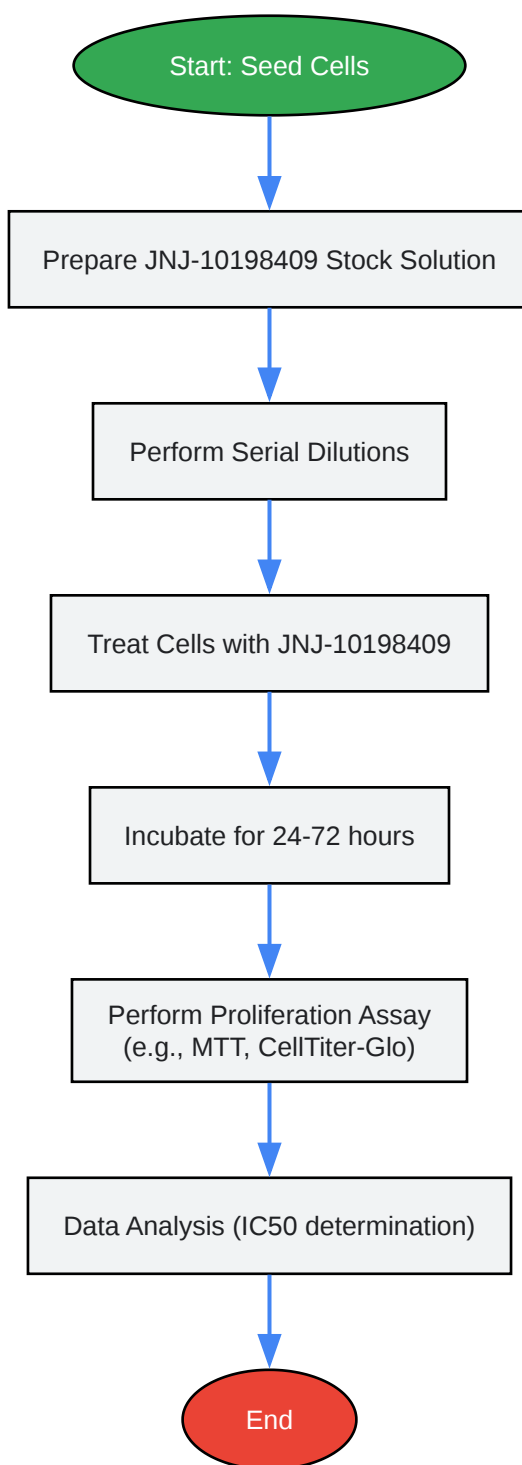 Start: Seed Cells
Prepare JNJ-10198409 Stock Solution
Perform Serial Dilutions
Treat Cells with JNJ-10198409
Incubate for 24-72 hours
Perform Proliferation Assay
(e.g., MTT, CellTiter-Glo)
Data Analysis (IC50 determination)
End